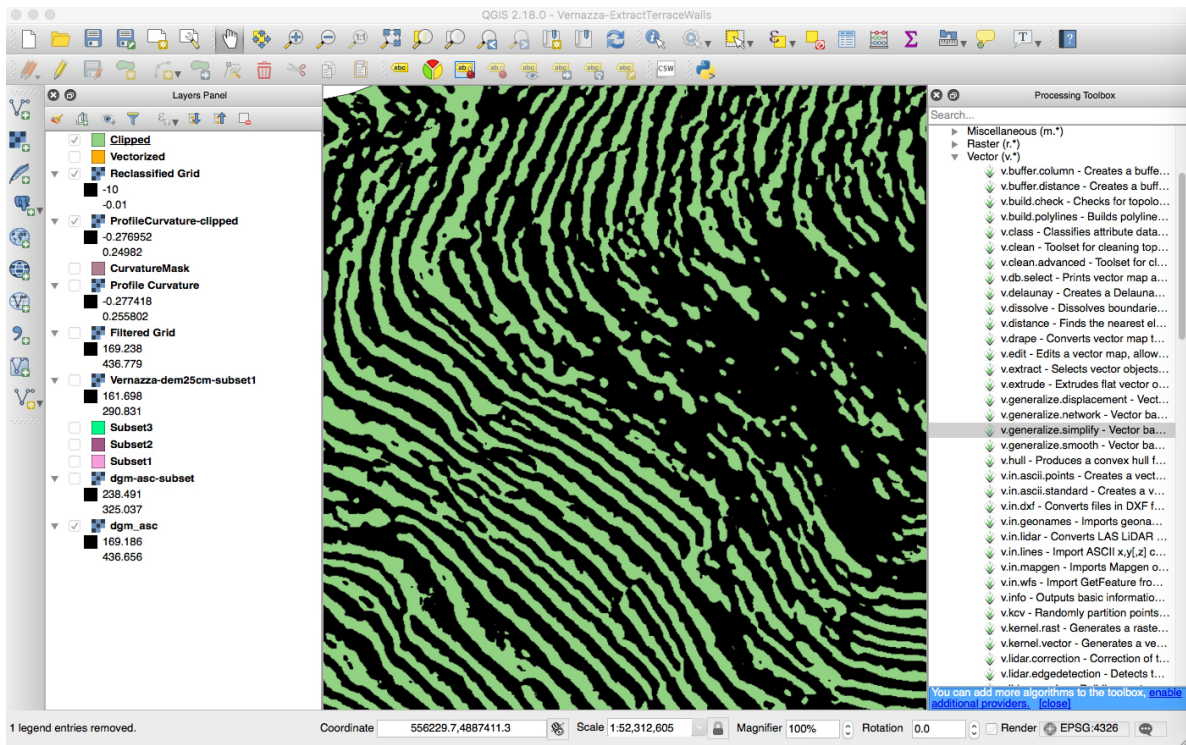 QGIS 2.18.0 - Vernazza-ExtractTerraceWalls
Layers Panel
Clipped
Vectorized
Reclassified Grid
-10
-0.01
ProfileCurvature-clipped
-0.276952
0.24982
CurvatureMask
Profile Curvature
-0.277418
0.255802
Filtered Grid
169.238
436.779
Vernazza-dem25cm-subset1
161.698
290.831
Subset3
Subset2
Subset1
dgm-asc-subset
238.491
325.037
dgm_asc
169.186
436.656
Processing Toolbox
Search...
Miscellaneous (m.*)
Raster (r.*)
Vector (v.*)
v.buffer.column - Creates a buffe...
v.buffer.distance - Creates a buff...
v.build.check - Checks for topolo...
v.build.polylines - Builds polyline...
v.class - Classifies attribute data...
v.clean - Toolset for cleaning top...
v.clean.advanced - Toolset for cl...
v.db.select - Prints vector map a...
v.delaunay - Creates a Delauna...
v.dissolve - Dissolves boundarie...
v.distance - Finds the nearest el...
v.drape - Converts vector map t...
v.edit - Edits a vector map, allow...
v.extract - Selects vector objects...
v.extrude - Extrudes flat vector o...
v.generalize.displacement - Vect...
v.generalize.network - Vector ba...
v.generalize.simplify - Vector ba...
v.generalize.smooth - Vector ba...
v.hull - Produces a convex hull f...
v.in.ascii.points - Creates a vect...
v.in.ascii.standard - Creates a v...
v.in.dxf - Converts files in DXF f...
v.in.geonames - Imports geona...
v.in.lidar - Converts LAS LiDAR ...
v.in.lines - Import ASCII x,y[,z] c...
v.in.mapgen - Imports Mapgen o...
v.in.wfs - Import GetFeature fro...
v.info - Outputs basic informatio...
v.kcv - Randomly partition points...
v.kernel.rast - Generates a raste...
v.kernel.vector - Generates a ve...
v.lidar.correction - Correction of t...
v.lidar.edgedetection - Detects t...
You can add more algorithms to the toolbox, enable
additional providers. [close]
1 legend entries removed.
Coordinate 556229.7,4887411.3 Scale 1:52,312,605 Magnifier 100% Rotation 0.0 Render EPSG:4326